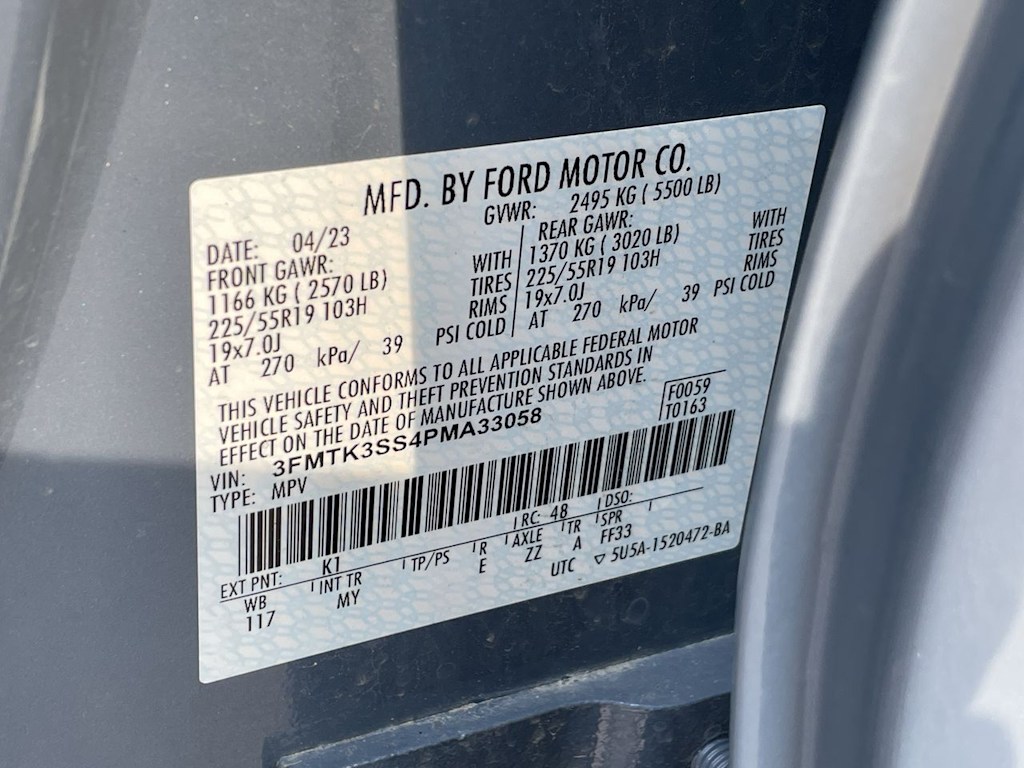 MFD. BY FORD MOTOR CO.
DATE: 04/23 GVWR: 2495 KG ( 5500 LB)
FRONT GAWR: REAR GAWR:
1166 KG ( 2570 LB) WITH 1370 KG ( 3020 LB) WITH
225/55R19 103H TIRES 225/55R19 103H TIRES
19x7.0J RIMS 19x7.0J RIMS
AT 270 kPa/ 39 PSI COLD AT 270 kPa/ 39 PSI COLD
THIS VEHICLE CONFORMS TO ALL APPLICABLE FEDERAL MOTOR
VEHICLE SAFETY AND THEFT PREVENTION STANDARDS IN
EFFECT ON THE DATE OF MANUFACTURE SHOWN ABOVE.
F0059
VIN: 3FMTK3SS4PMA33058 T0163
TYPE: MPV
EXT PNT: K1 RC: 48 DSO:
WB INT TR TP/PS R AXLE TR SPR
117 MY E ZZ A FF33
UTC ▽ 5U5A-1520472-BA